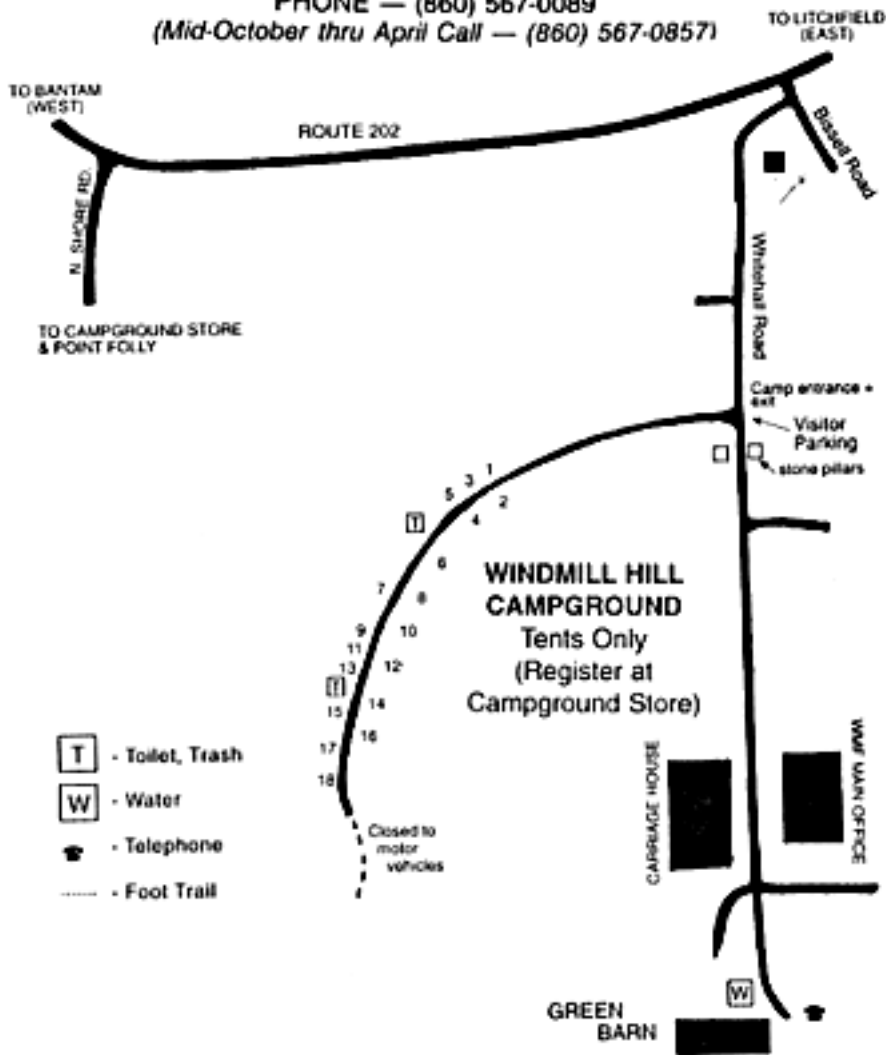 PHONE — (860) 567-0089
(Mid-October thru April Call — (860) 567-0857)
TO LITCHFIELD
(EAST)
TO BANTAM
(WEST)
ROUTE 202
Bissell Road
N. SHORE RD.
Whitehall Road
TO CAMPGROUND STORE
& POINT FOLLY
Camp entrance +
exit
Visitor
Parking
stone pillars
1
3
2
5
4
T
6
7
8
9
10
11
12
13
T
14
15
16
17
18
WINDMILL HILL
CAMPGROUND
Tents Only
(Register at
Campground Store)
CARRIAGE HOUSE
WMF MAIN OFFICE
T - Toilet, Trash
W - Water
- Telephone
- Foot Trail
Closed to
motor
vehicles
W
GREEN
BARN